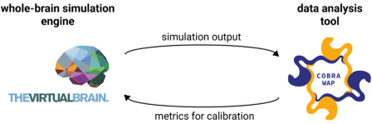 whole-brain simulation
engine
data analysis
tool
simulation output
COBRA
WAP
THEVIRTUALBRAIN.
metrics for calibration